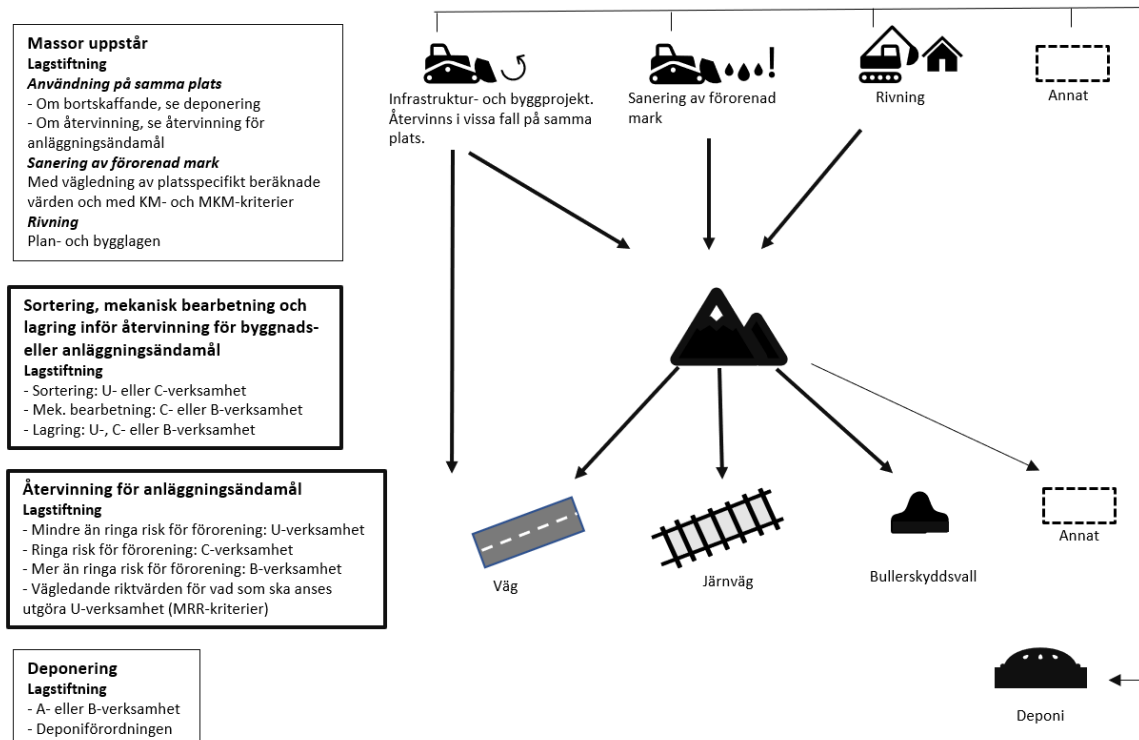 Massor uppstår
Lagstiftning
Användning på samma plats
- Om bortskaffande, se deponering
- Om återvinning, se återvinning för
anläggningsändamål
Sanering av förorenad mark
Med vägledning av platsspecifikt beräknade
värden och med KM- och MKM-kriterier
Rivning
Plan- och bygglagen
Infrastruktur- och byggprojekt.
Återvinns i vissa fall på samma
plats.
Sanering av förorenad
mark
Rivning
Annat
Sortering, mekanisk bearbetning och
lagring inför återvinning för byggnads-
eller anläggningsändamål
Lagstiftning
- Sortering: U- eller C-verksamhet
- Mek. bearbetning: C- eller B-verksamhet
- Lagring: U-, C- eller B-verksamhet
Återvinning för anläggningsändamål
Lagstiftning
- Mindre än ringa risk för förorening: U-verksamhet
- Ringa risk för förorening: C-verksamhet
- Mer än ringa risk för förorening: B-verksamhet
- Vägledande riktvärden för vad som ska anses
utgöra U-verksamhet (MRR-kriterier)
Väg
Järnväg
Bullerskyddsvall
Annat
Deponering
Lagstiftning
- A- eller B-verksamhet
- Deponiförordningen
Deponi